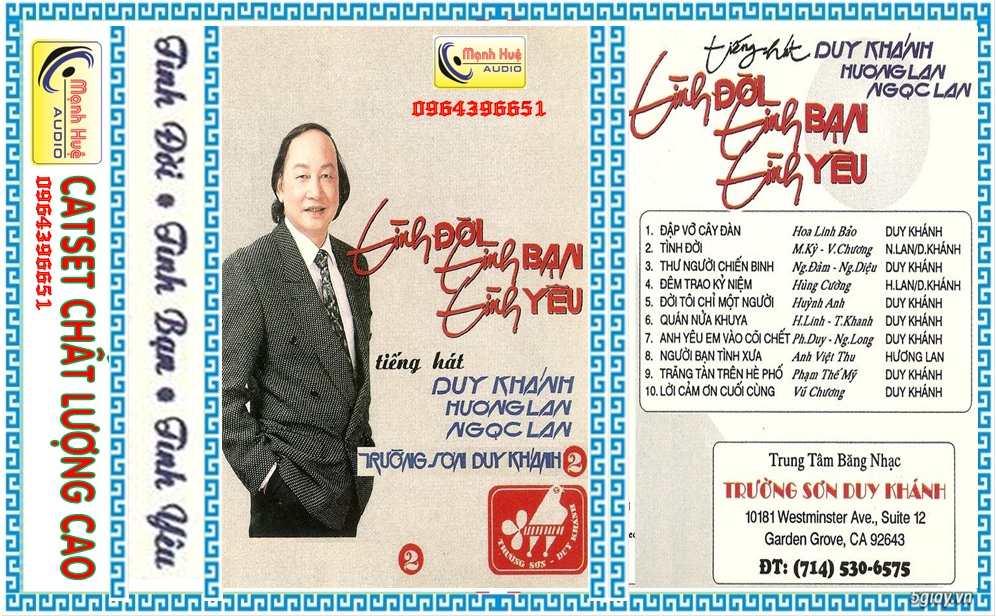 Mạnh Huệ
AUDIO
0964396651
CATSET CHẤT LƯỢNG CAO
Tình Đời • Tình Bạn • Tình Yêu
Mạnh Huệ
AUDIO
0964396651
tình ĐỜI
tình BẠN
tình YÊU
tiếng hát
DUY KHÁNH
HƯƠNG LAN
NGỌC LAN
TRƯỜNG SƠN DUY KHÁNH 2
TRƯỜNG SƠN - DUY KHÁNH
2
tiếng hát DUY KHÁNH
HƯƠNG LAN
NGỌC LAN
tình ĐỜI
tình BẠN
tình YÊU
1. ĐẬP VỠ CÂY ĐÀN Hoa Linh Bảo DUY KHÁNH
2. TÌNH ĐỜI M.Kỳ - V.Chương N.LAN/D.KHÁNH
3. THƯ NGƯỜI CHIẾN BINH Ng.Đàm - Ng.Diệu DUY KHÁNH
4. ĐÊM TRAO KỶ NIỆM Hùng Cường H.LAN/D.KHÁNH
5. ĐỜI TÔI CHỈ MỘT NGƯỜI Huỳnh Anh DUY KHÁNH
6. QUÁN NỬA KHUYA H.Linh - T.Khanh DUY KHÁNH
7. ANH YÊU EM VÀO CÕI CHẾT Ph.Duy - Ng.Long DUY KHÁNH
8. NGƯỜI BẠN TÌNH XƯA Anh Việt Thu HƯƠNG LAN
9. TRĂNG TÀN TRÊN HÈ PHỐ Phạm Thế Mỹ DUY KHÁNH
10. LỜI CẢM ƠN CUỐI CÙNG Vũ Chương DUY KHÁNH
Trung Tâm Băng Nhạc
TRƯỜNG SƠN DUY KHÁNH
10181 Westminster Ave., Suite 12
Garden Grove, CA 92643
ĐT: (714) 530-6575
5giay.vn